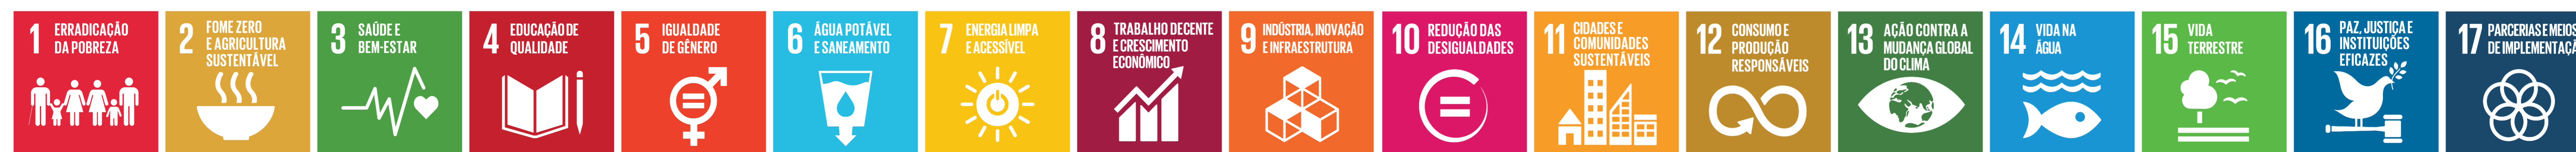 1 ERRADICAÇÃO
DA POBREZA
2 FOME ZERO
E AGRICULTURA
SUSTENTÁVEL
3 SAÚDE E
BEM-ESTAR
4 EDUCAÇÃO DE
QUALIDADE
5 IGUALDADE
DE GÊNERO
6 ÁGUA POTÁVEL
E SANEAMENTO
7 ENERGIA LIMPA
E ACESSÍVEL
8 TRABALHO DECENTE
E CRESCIMENTO
ECONÔMICO
9 INDÚSTRIA, INOVAÇÃO
E INFRAESTRUTURA
10 REDUÇÃO DAS
DESIGUALDADES
11 CIDADES E
COMUNIDADES
SUSTENTÁVEIS
12 CONSUMO E
PRODUÇÃO
RESPONSÁVEIS
13 AÇÃO CONTRA A
MUDANÇA GLOBAL
DO CLIMA
14 VIDA NA
ÁGUA
15 VIDA
TERRESTRE
16 PAZ, JUSTIÇA E
INSTITUIÇÕES
EFICAZES
17 PARCERIAS E MEIOS
DE IMPLEMENTAÇÃ